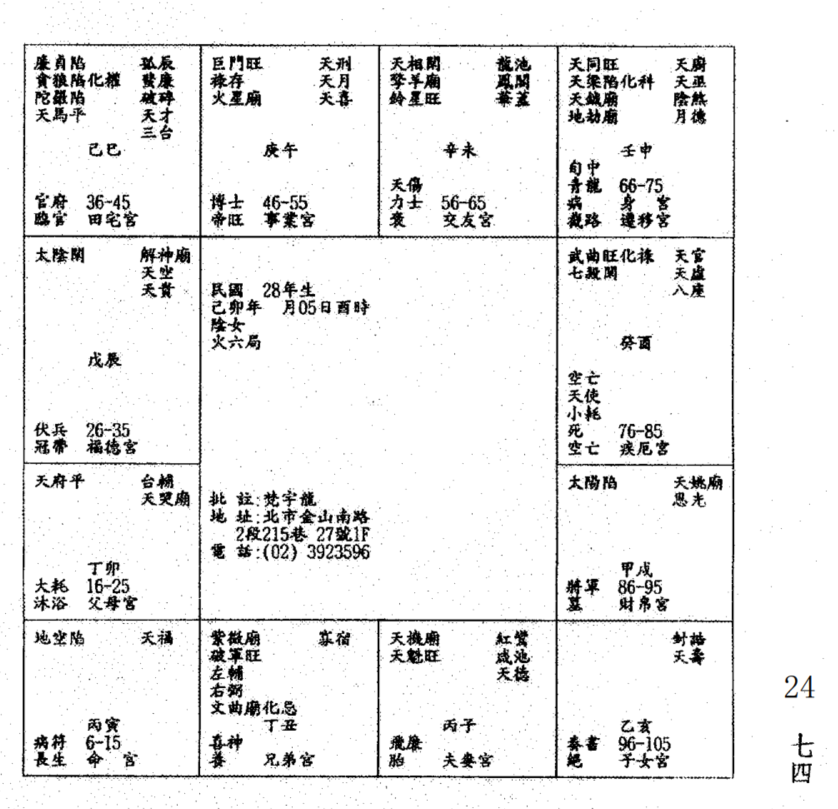 廉貞陷 孤辰
貪狼陷化權 蜚廉
陀羅陷 破碎
天馬平 天才
三台
己巳
官府 36-45
臨官 田宅宮
巨門旺 天刑
祿存 天月
火星廟 天喜
庚午
博士 46-55
帝旺 事業宮
天相閑 龍池
擎羊廟 鳳閣
鈴星旺 華蓋
辛未
天傷
力士 56-65
衰 交友宮
天同旺 天廚
天梁陷化科 天巫
天鉞廟 陰煞
地劫廟 月德
壬申
旬中
青龍 66-75
病 身 宮
截路 遷移宮
太陰閑 解神廟
天空
天貴
戊辰
伏兵 26-35
冠帶 福德宮
民國 28年生
己卯年 月05日酉時
陰女
火六局
批 註:梵宇龍
地 址:北市金山南路
2段215巷 27號1F
電 話:(02) 3923596
武曲旺化祿 天官
七殺閑 天虛
八座
癸酉
空亡
天使
小耗
死 76-85
空亡 疾厄宮
天府平 台輔
天哭廟
丁卯
大耗 16-25
沐浴 父母宮
太陽陷 天姚廟
恩光
甲戌
將軍 86-95
墓 財帛宮
地空陷 天福
丙寅
病符 6-15
長生 命 宮
紫微廟 寡宿
破軍旺
左輔
右弼
文曲廟化忌
丁丑
喜神
養 兄弟宮
天機廟 紅鸞
天魁旺 咸池
天德
丙子
飛廉
胎 夫妻宮
封誥
天壽
乙亥
奏書 96-105
絕 子女宮
24
七四